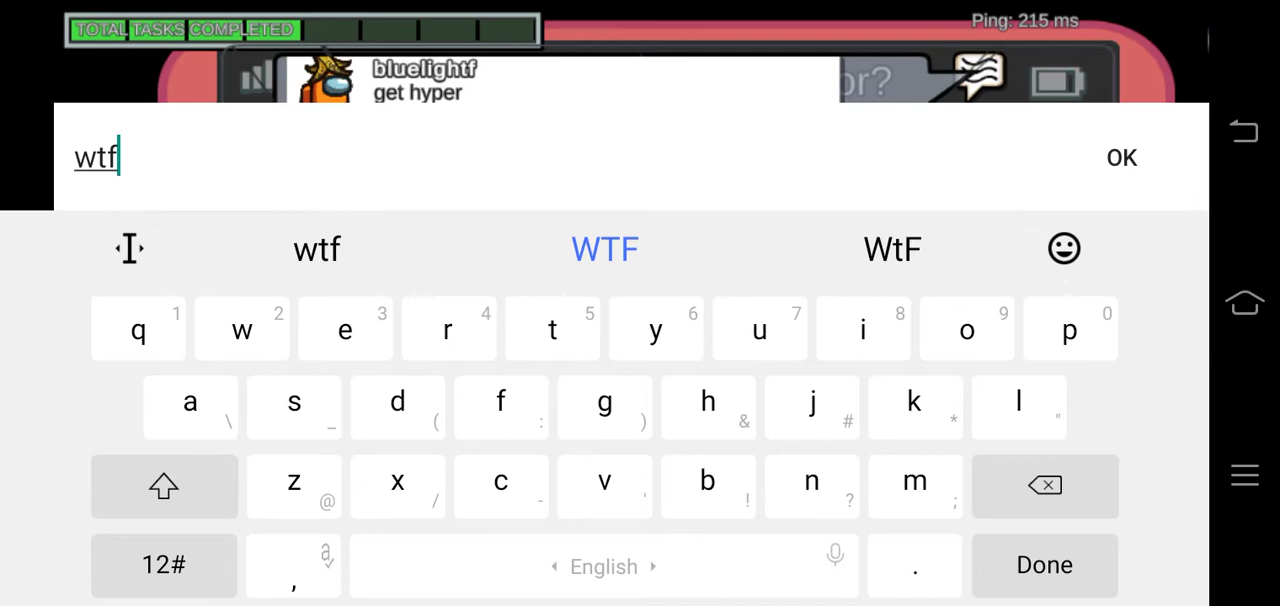 TOTAL TASKS COMPLETED
Ping: 215 ms
bluelightf
get hyper
or?
wtf
OK
wtf WTF WtF
q 1 w 2 e 3 r 4 t 5 y 6 u 7 i 8 o 9 p 0
a \ s _ d ( f : g ) h & j # k * l "
z @ x / c - v ' b ! n ? m ;
12# , a English . Done